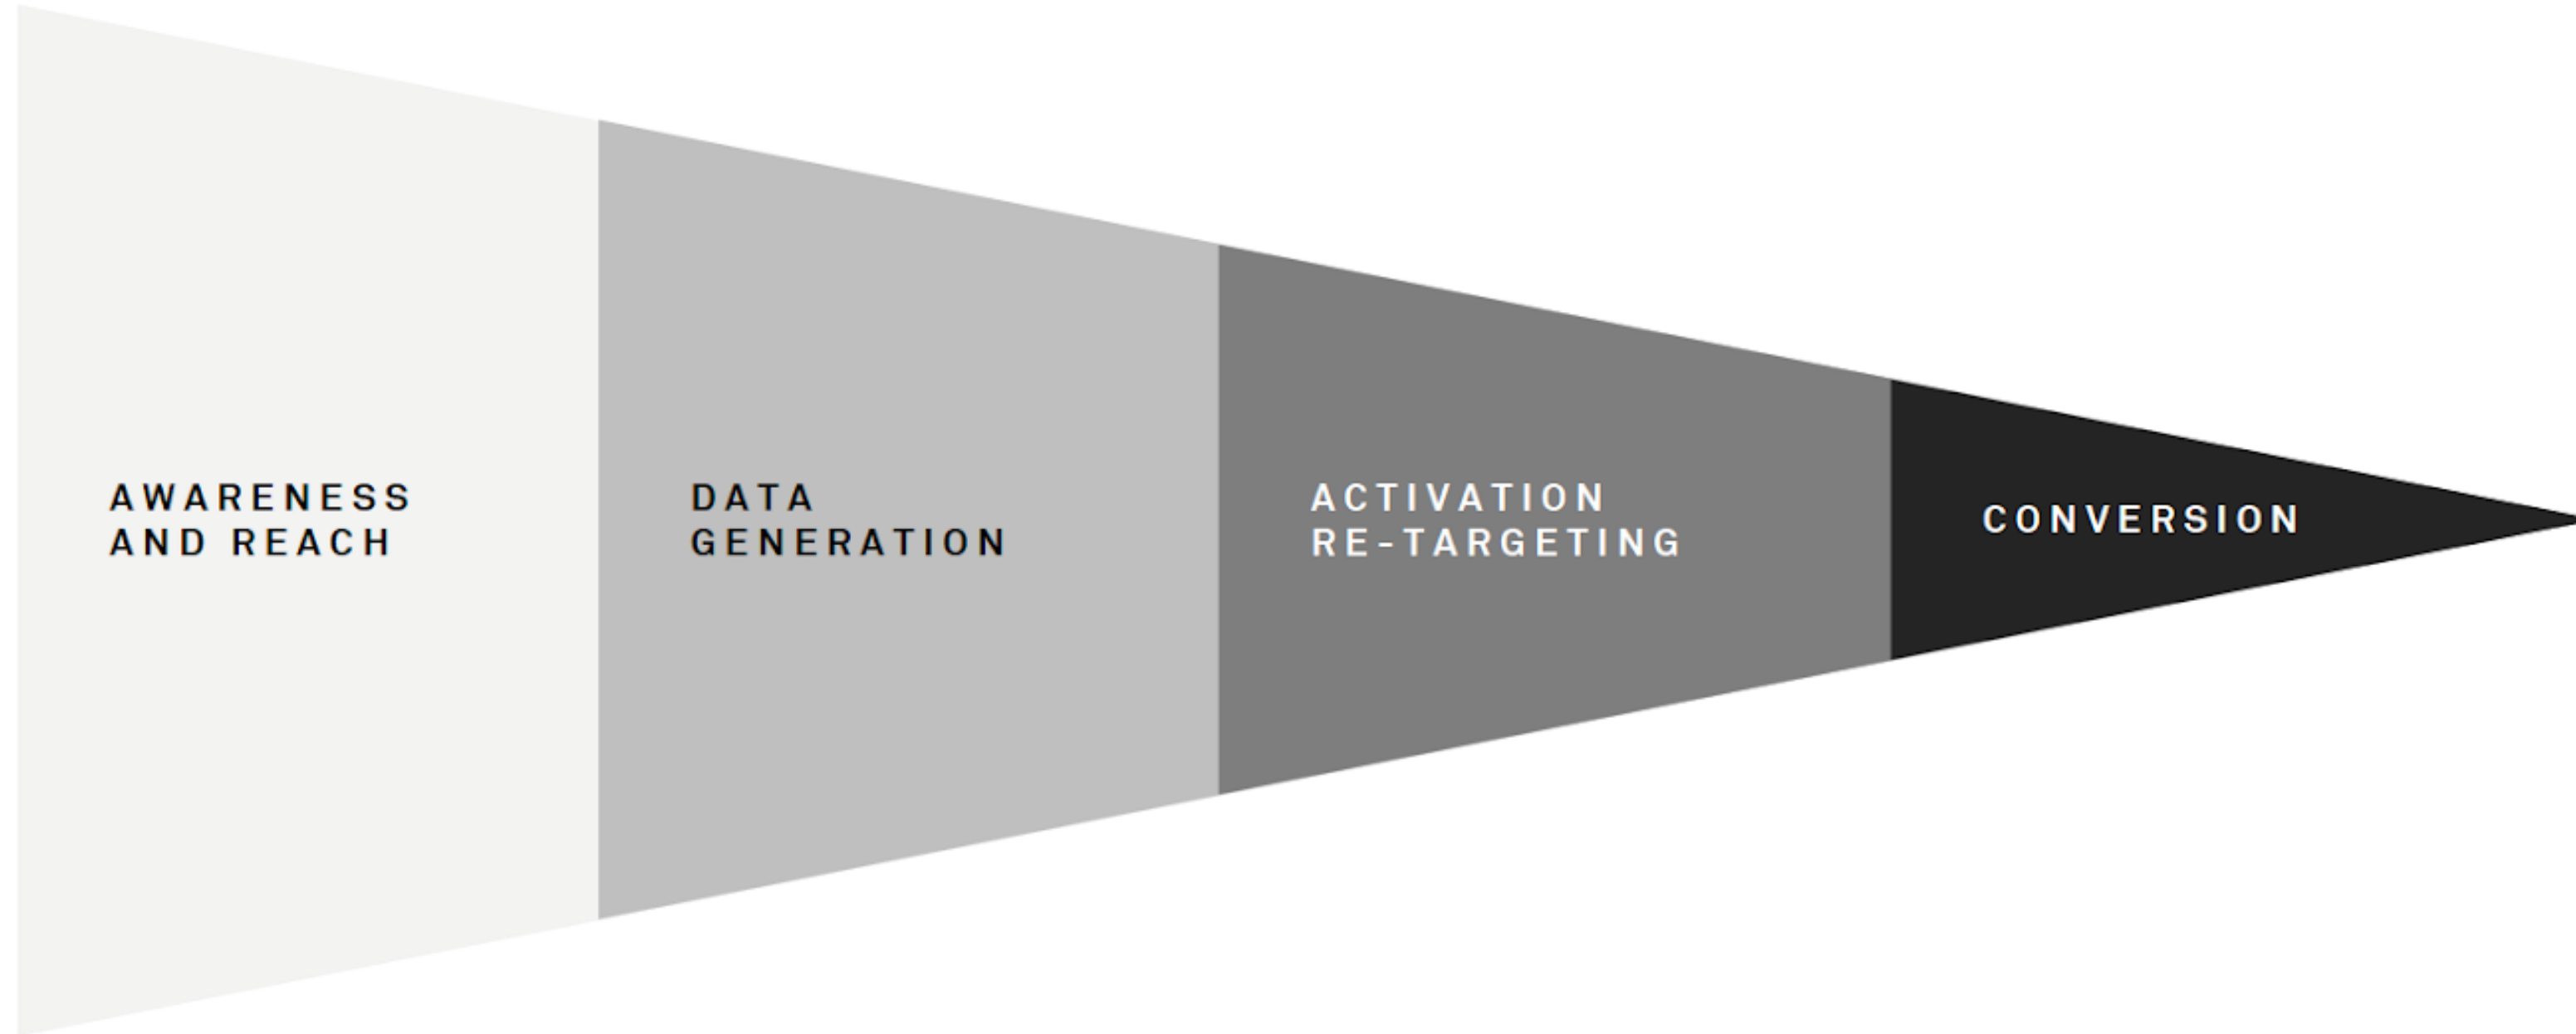 AWARENESS
AND REACH
DATA
GENERATION
ACTIVATION
RE-TARGETING
CONVERSION